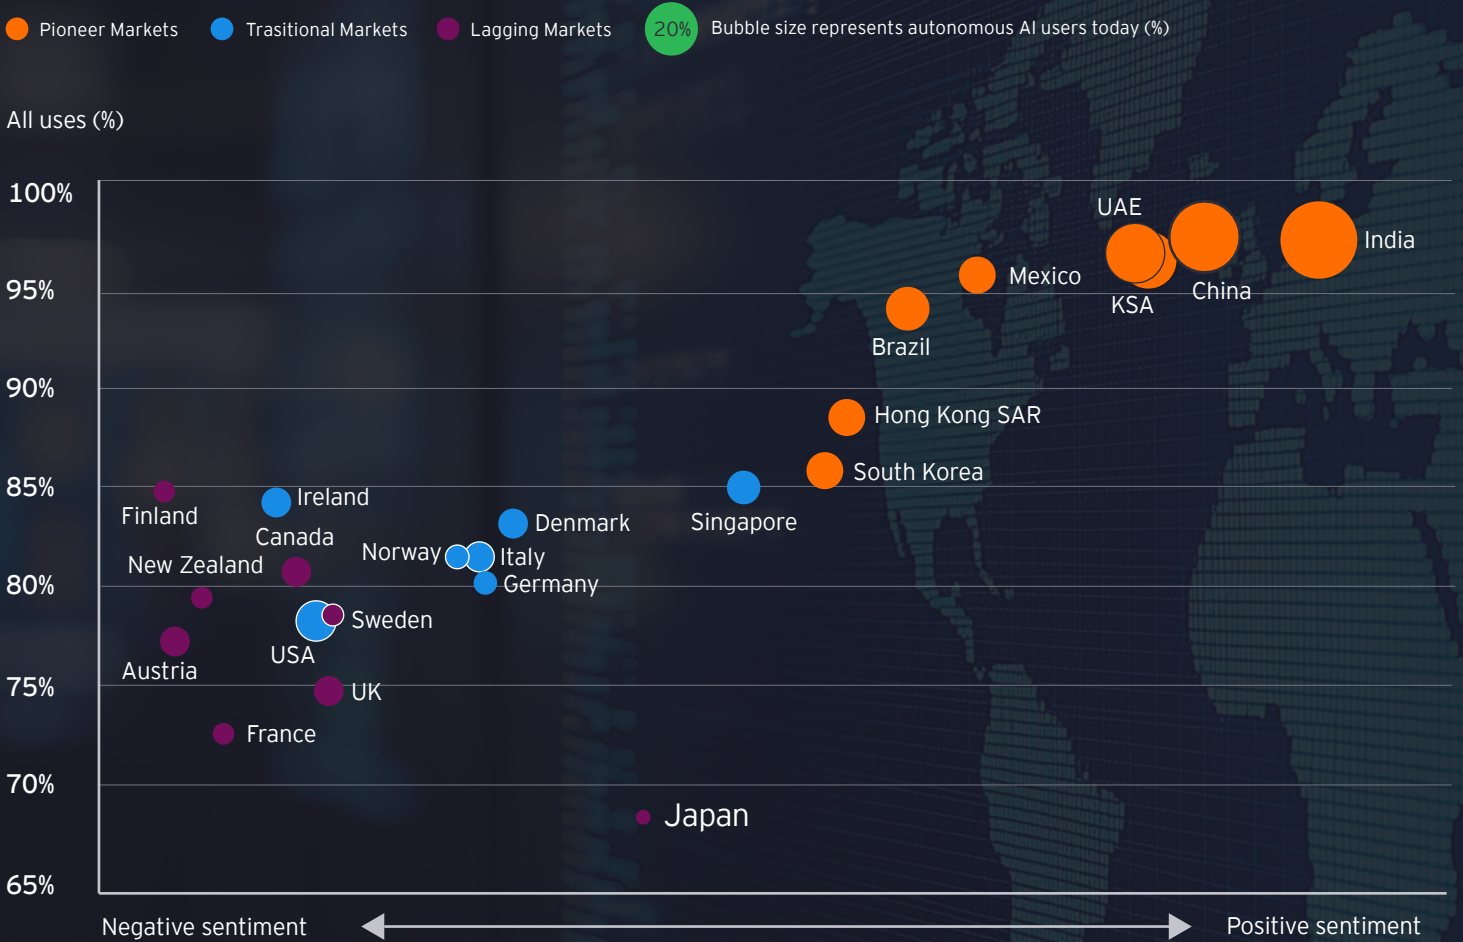 Pioneer Markets
Trasitional Markets
Lagging Markets
20%
Bubble size represents autonomous AI users today (%)
All uses (%)
100%
UAE
India
Mexico
95%
China
KSA
Brazil
90%
Hong Kong SAR
South Korea
85%
Ireland
Finland
Singapore
Denmark
Canada
Norway
Italy
New Zealand
80%
Germany
Sweden
USA
Austria
75%
UK
France
70%
Japan
65%
Negative sentiment
Positive sentiment